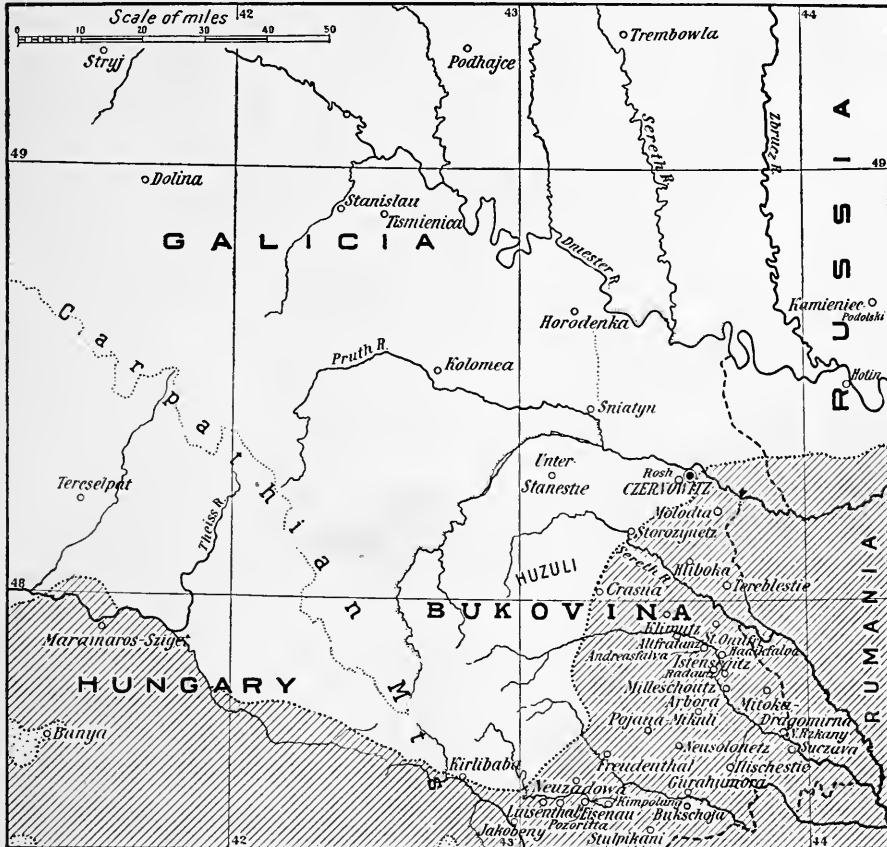 Scale of miles
0 10 20 30 40 50
42
43
44
Stryj
Podhajce
Trembowla
49
49
Dolina
Stanislau
Tismienica
GALICIA
Sereth R.
Zbrucz R.
RUSSIA
Dniester R.
Kamieniec-
Podolski
Horodenka
Hotin
Carpathian Mts
Pruth R.
Kolomea
Sniatyn
Tereselpat
Theiss R.
Unter-
Stanestie
Rosh
CZERNOWITZ
Molodia
Storozynetz
HUZULI
Sereth R.
Hliboka
Tereblestie
Crasna
48
48
BUKOVINA
RUMANIA
Maramaros-Sziget
Klimutz
St. Onufry
Altfratautz
Hadikfalva
Andreasfalva
Istensegitz
Radautz
HUNGARY
Milleschoutz
Arbora
Mitoka-
Dragomirna
Pojana-Mikuli
N. Rzkany
Banya
Neusolonetz
Suczava
Kirlibaba
Freudenthal
Ilischestie
Neuzadowa
Gurahumora
Luisenthal
Eisenau
Kimpolung
Bukschoja
Jakobeny
Pozoritta
Stulpikani
42
43
44